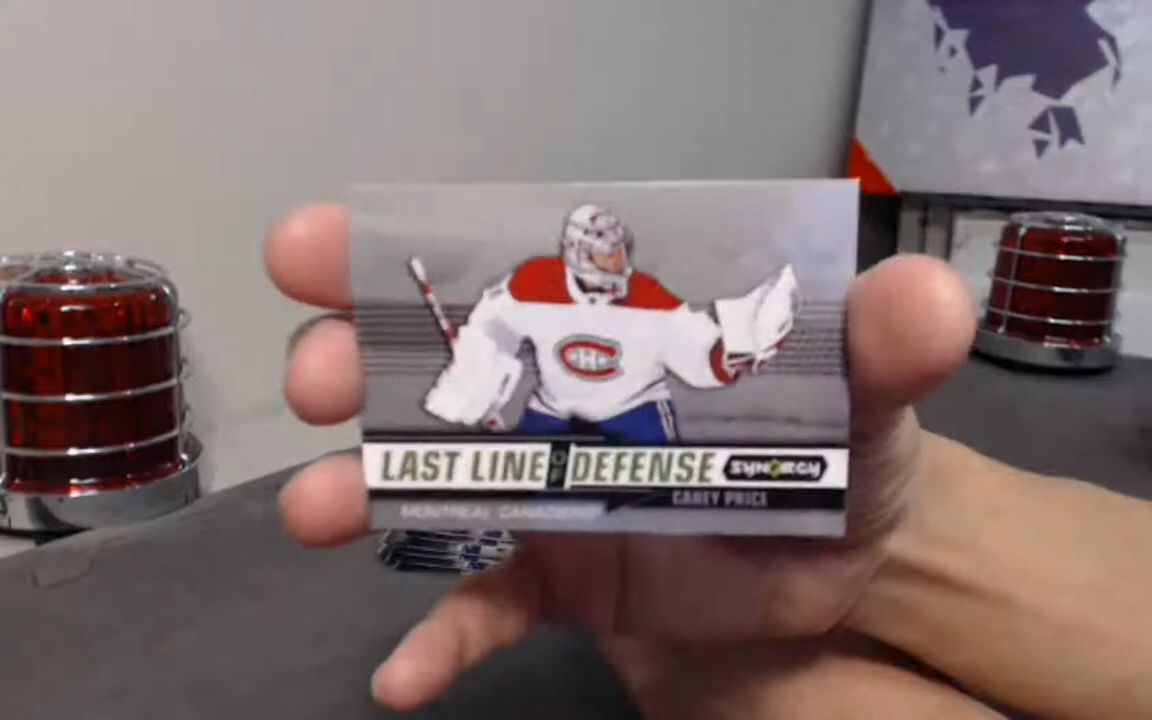 LAST LINE OF DEFENSE SYNERGY
CAREY PRICE
MONTREAL CANADIENS